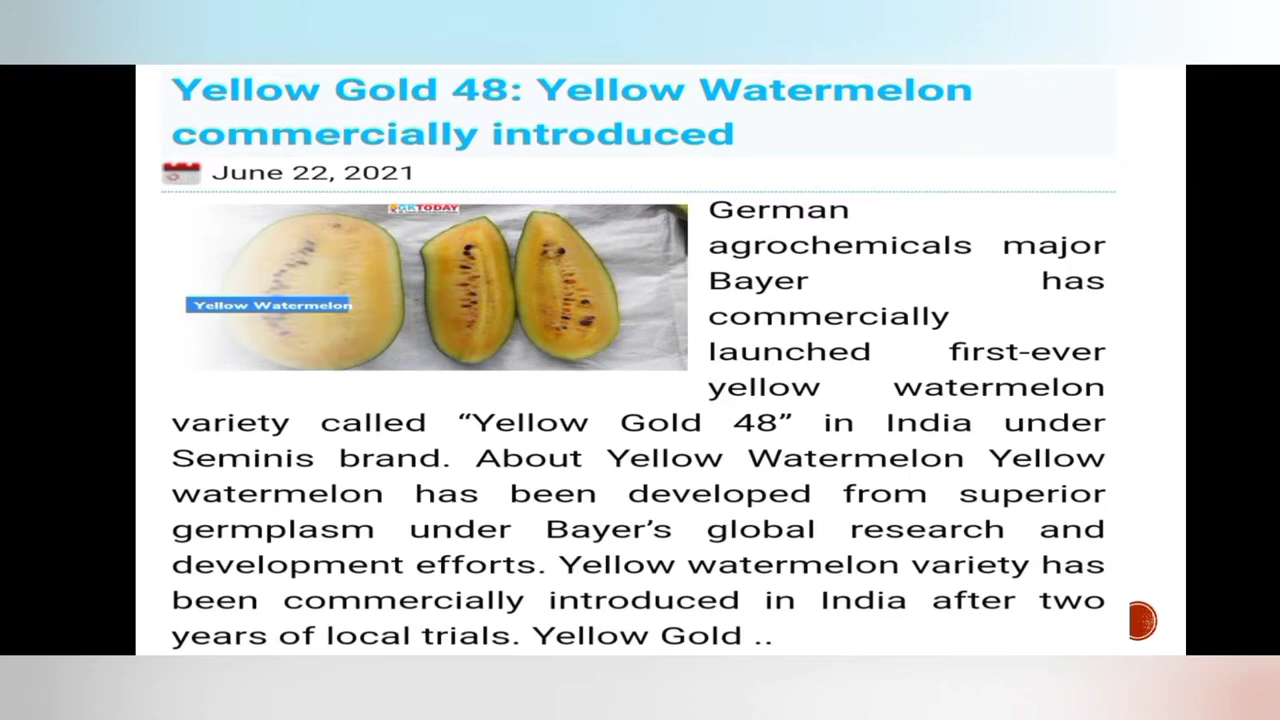 Yellow Gold 48: Yellow Watermelon
commercially introduced
June 22, 2021
GKTODAY
Yellow Watermelon
German
agrochemicals major
Bayer has
commercially
launched first-ever
yellow watermelon
variety called “Yellow Gold 48” in India under
Seminis brand. About Yellow Watermelon Yellow
watermelon has been developed from superior
germplasm under Bayer’s global research and
development efforts. Yellow watermelon variety has
been commercially introduced in India after two
years of local trials. Yellow Gold ..